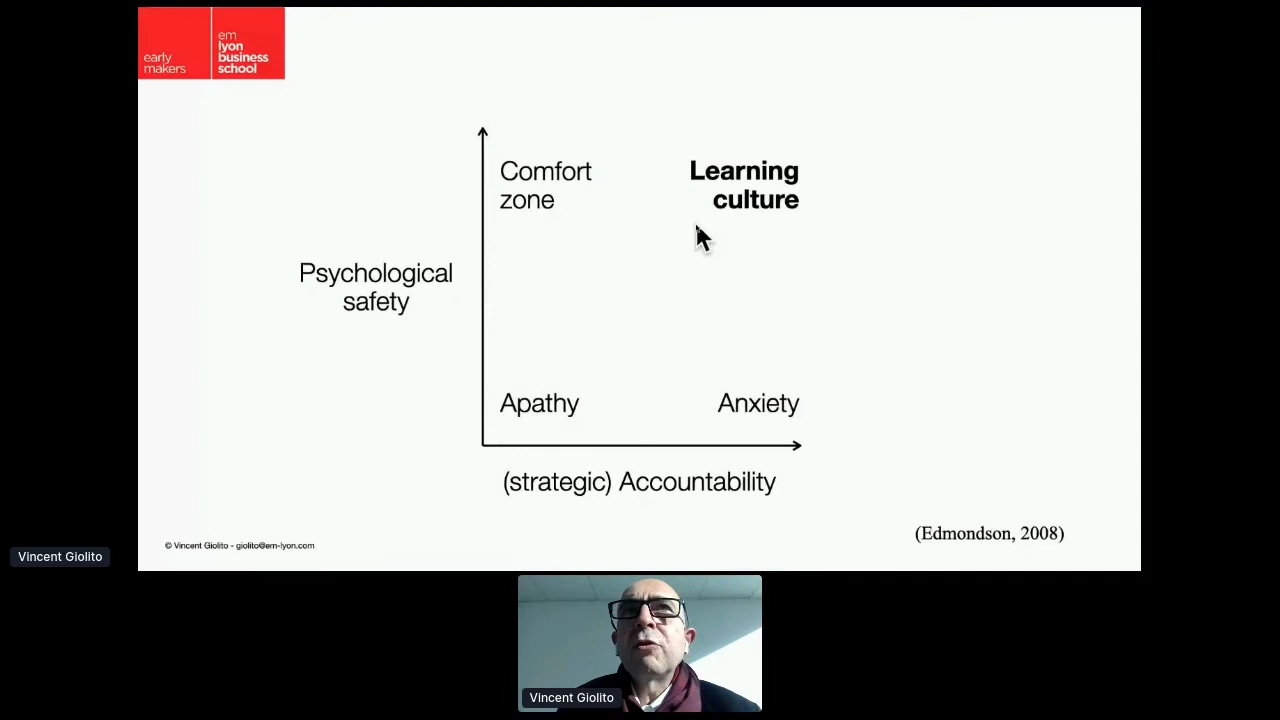 early
makers
em
lyon
business
school
Comfort
zone
Learning
culture
Psychological
safety
Apathy
Anxiety
(strategic) Accountability
(Edmondson, 2008)
© Vincent Giolito - giolito@em-lyon.com
Vincent Giolito
Vincent Giolito